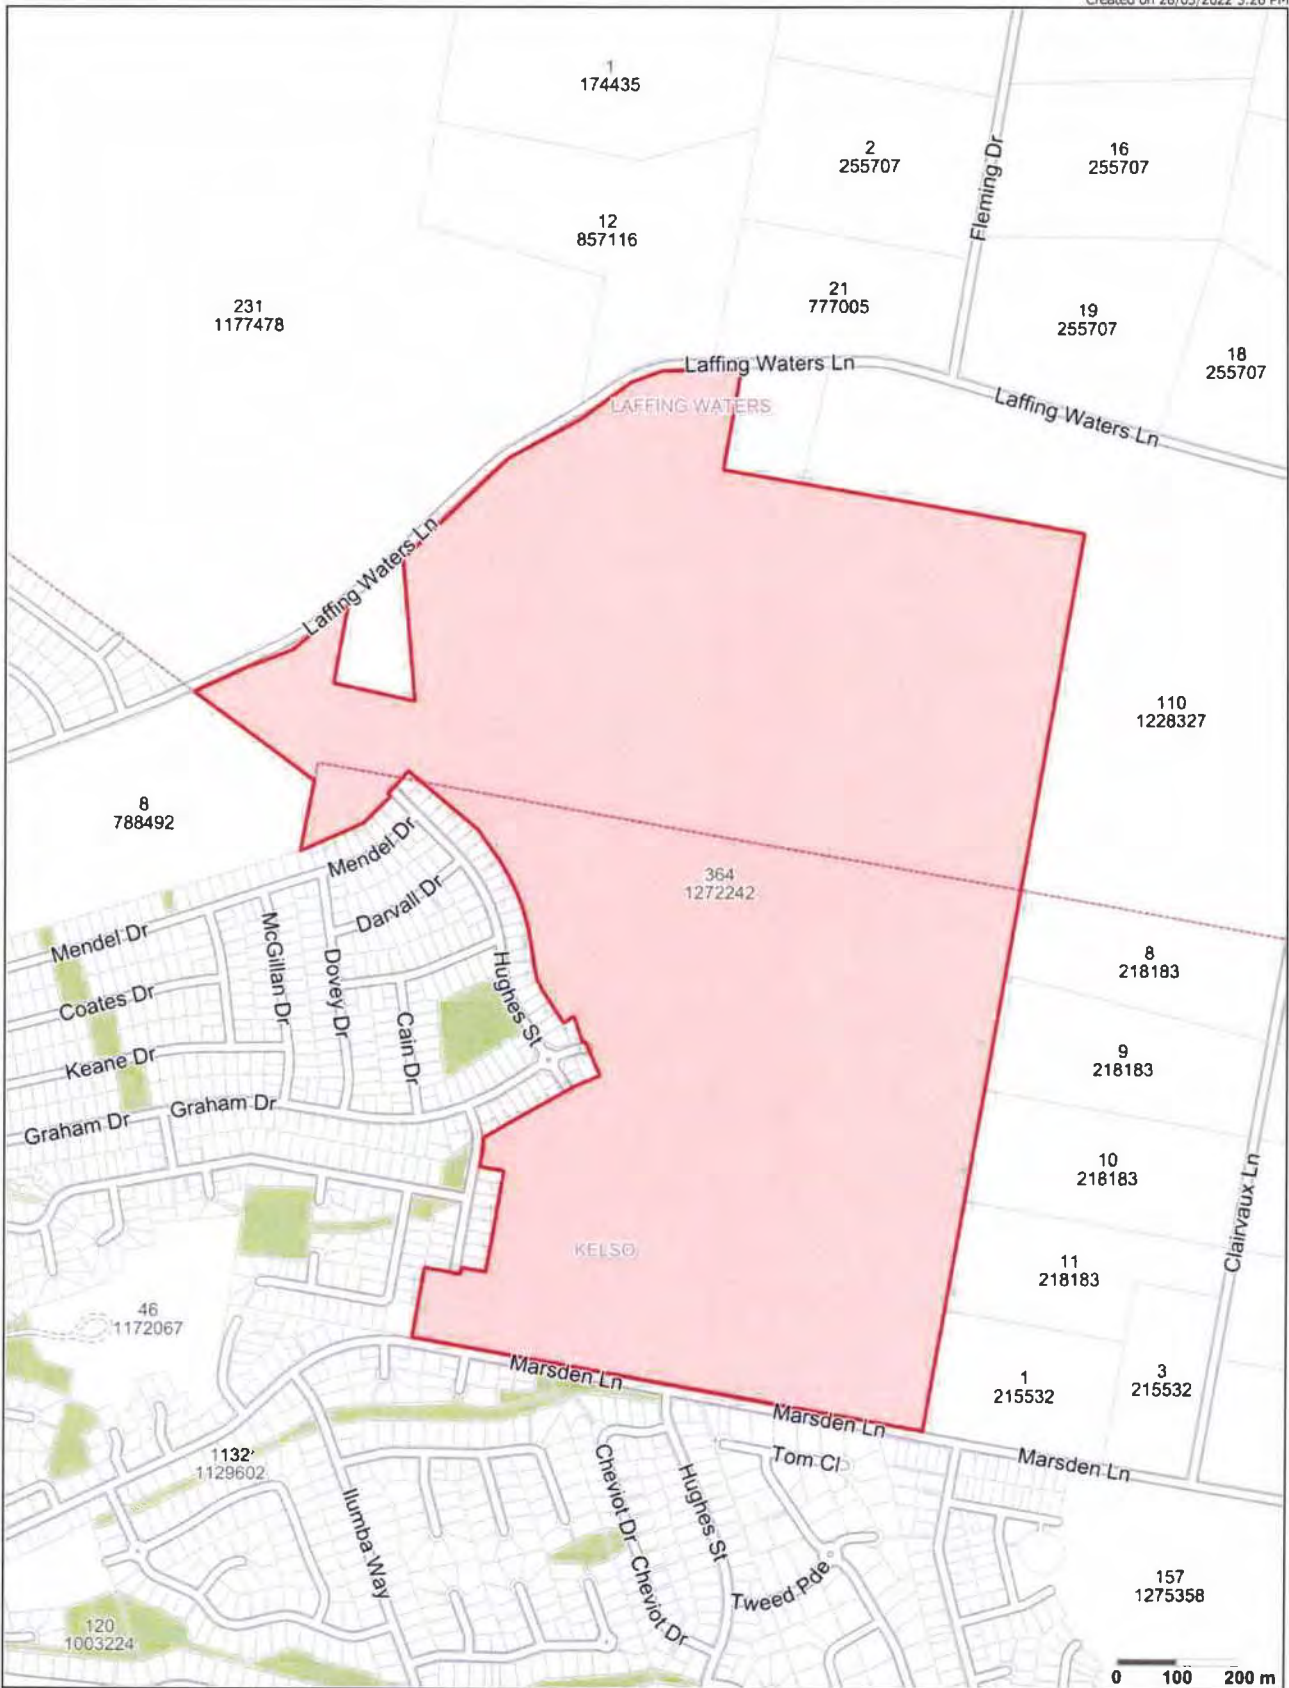 1
174435
2
255707
16
255707
Fleming Dr
12
857116
21
777005
19
255707
231
1177478
18
255707
Laffing Waters Ln
LAFFING WATERS
Laffing Waters Ln
Laffing Waters Ln
110
1228327
8
788492
Mendel Dr
364
1272242
Darvall Dr
Mendel Dr
McGillan Dr
Dovey Dr
Hughes St
8
218183
Coates Dr
Cain Dr
Keane Dr
9
218183
Graham Dr
Graham Dr
10
218183
Clairvaux Ln
KELSO
11
218183
46
1172067
Marsden Ln
1
215532
3
215532
Marsden Ln
1132
1129602
Tom Cl
Marsden Ln
Ilumba Way
Cheviot Dr
Hughes St
Cheviot Dr
Tweed Pde
157
1275358
120
1003224
0 100 200 m